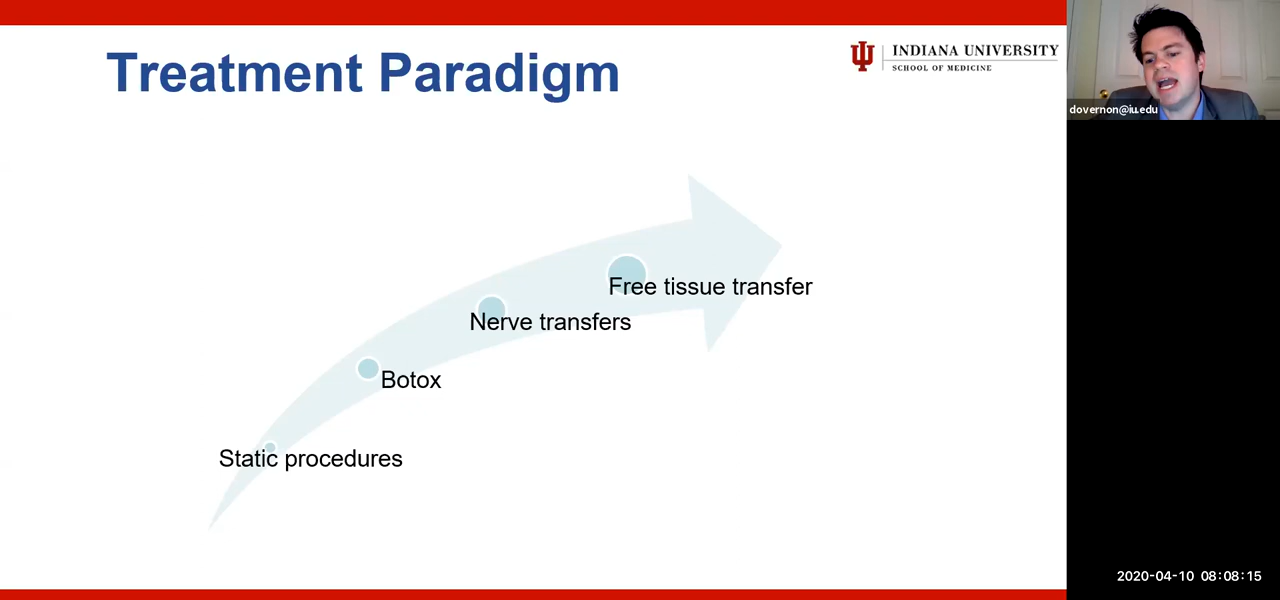 Treatment Paradigm
INDIANA UNIVERSITY
SCHOOL OF MEDICINE
dovernon@iu.edu
Free tissue transfer
Nerve transfers
Botox
Static procedures
2020-04-10 08:08:15